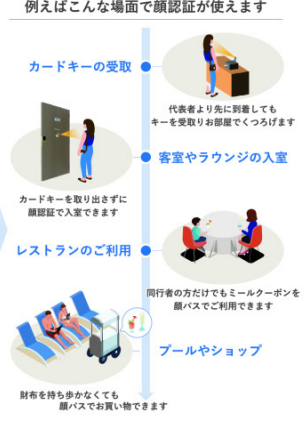 例えばこんな場面で顔認証が使えます
カードキーの受取
代表者より先に到着しても
キーを受取りお部屋でくつろげます
客室やラウンジの入室
カードキーを取り出さずに
顔認証で入室できます
レストランのご利用
同行者の方だけでもミールクーポンを
顔パスでご利用できます
プールやショップ
財布を持ち歩かなくても
顔パスでお買い物できます